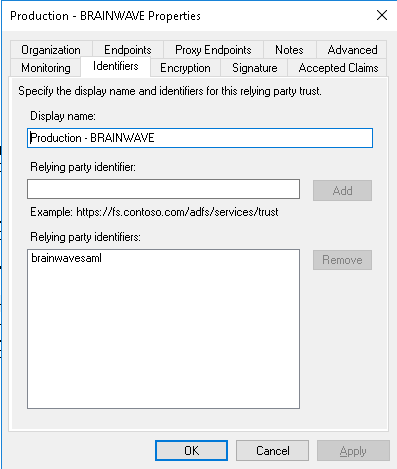 Production - BRAINWAVE Properties
Organization Endpoints Proxy Endpoints Notes Advanced
Monitoring Identifiers Encryption Signature Accepted Claims
Specify the display name and identifiers for this relying party trust.
Display name:
Production - BRAINWAVE
Relying party identifier:
Add
Example: https://fs.contoso.com/adfs/services/trust
Relying party identifiers:
brainwavesaml
Remove
OK Cancel Apply